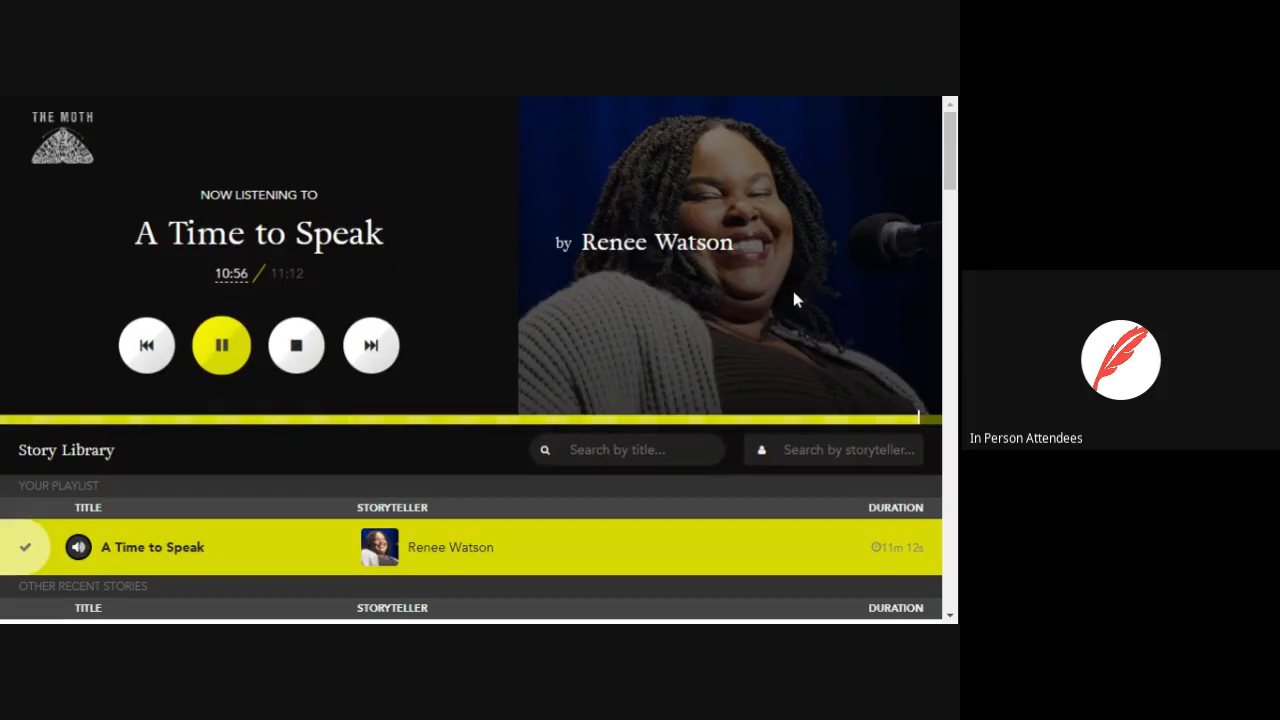 THE MOTH
NOW LISTENING TO
A Time to Speak
10:56 / 11:12
by Renee Watson
Story Library
Search by title...
Search by storyteller...
YOUR PLAYLIST
TITLE STORYTELLER DURATION
A Time to Speak Renee Watson 11m 12s
OTHER RECENT STORIES
TITLE STORYTELLER DURATION
In Person Attendees